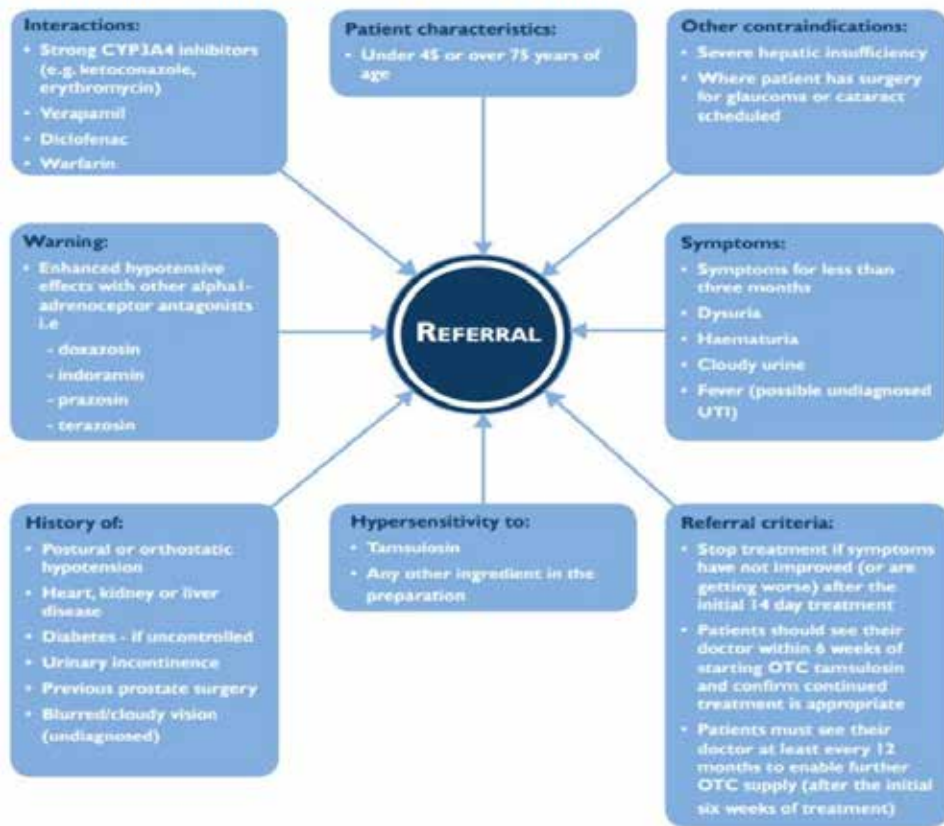 Interactions:
• Strong CYP3A4 inhibitors
(e.g. ketoconazole,
erythromycin)
• Verapamil
• Diclofenac
• Warfarin
Patient characteristics:
• Under 45 or over 75 years of
age
Other contraindications:
• Severe hepatic insufficiency
• Where patient has surgery
for glaucoma or cataract
scheduled
Warning:
• Enhanced hypotensive
effects with other alpha1-
adrenoceptor antagonists
i.e
- doxazosin
- indoramin
- prazosin
- terazosin
REFERRAL
Symptoms:
• Symptoms for less than
three months
• Dysuria
• Haematuria
• Cloudy urine
• Fever (possible undiagnosed
UTI)
History of:
• Postural or orthostatic
hypotension
• Heart, kidney or liver
disease
• Diabetes - if uncontrolled
• Urinary incontinence
• Previous prostate surgery
• Blurred/cloudy vision
(undiagnosed)
Hypersensitivity to:
• Tamsulosin
• Any other ingredient in the
preparation
Referral criteria:
• Stop treatment if symptoms
have not improved (or are
getting worse) after the
initial 14 day treatment
• Patients should see their
doctor within 6 weeks of
starting OTC tamsulosin
and confirm continued
treatment is appropriate
• Patients must see their
doctor at least every 12
months to enable further
OTC supply (after the initial
six weeks of treatment)